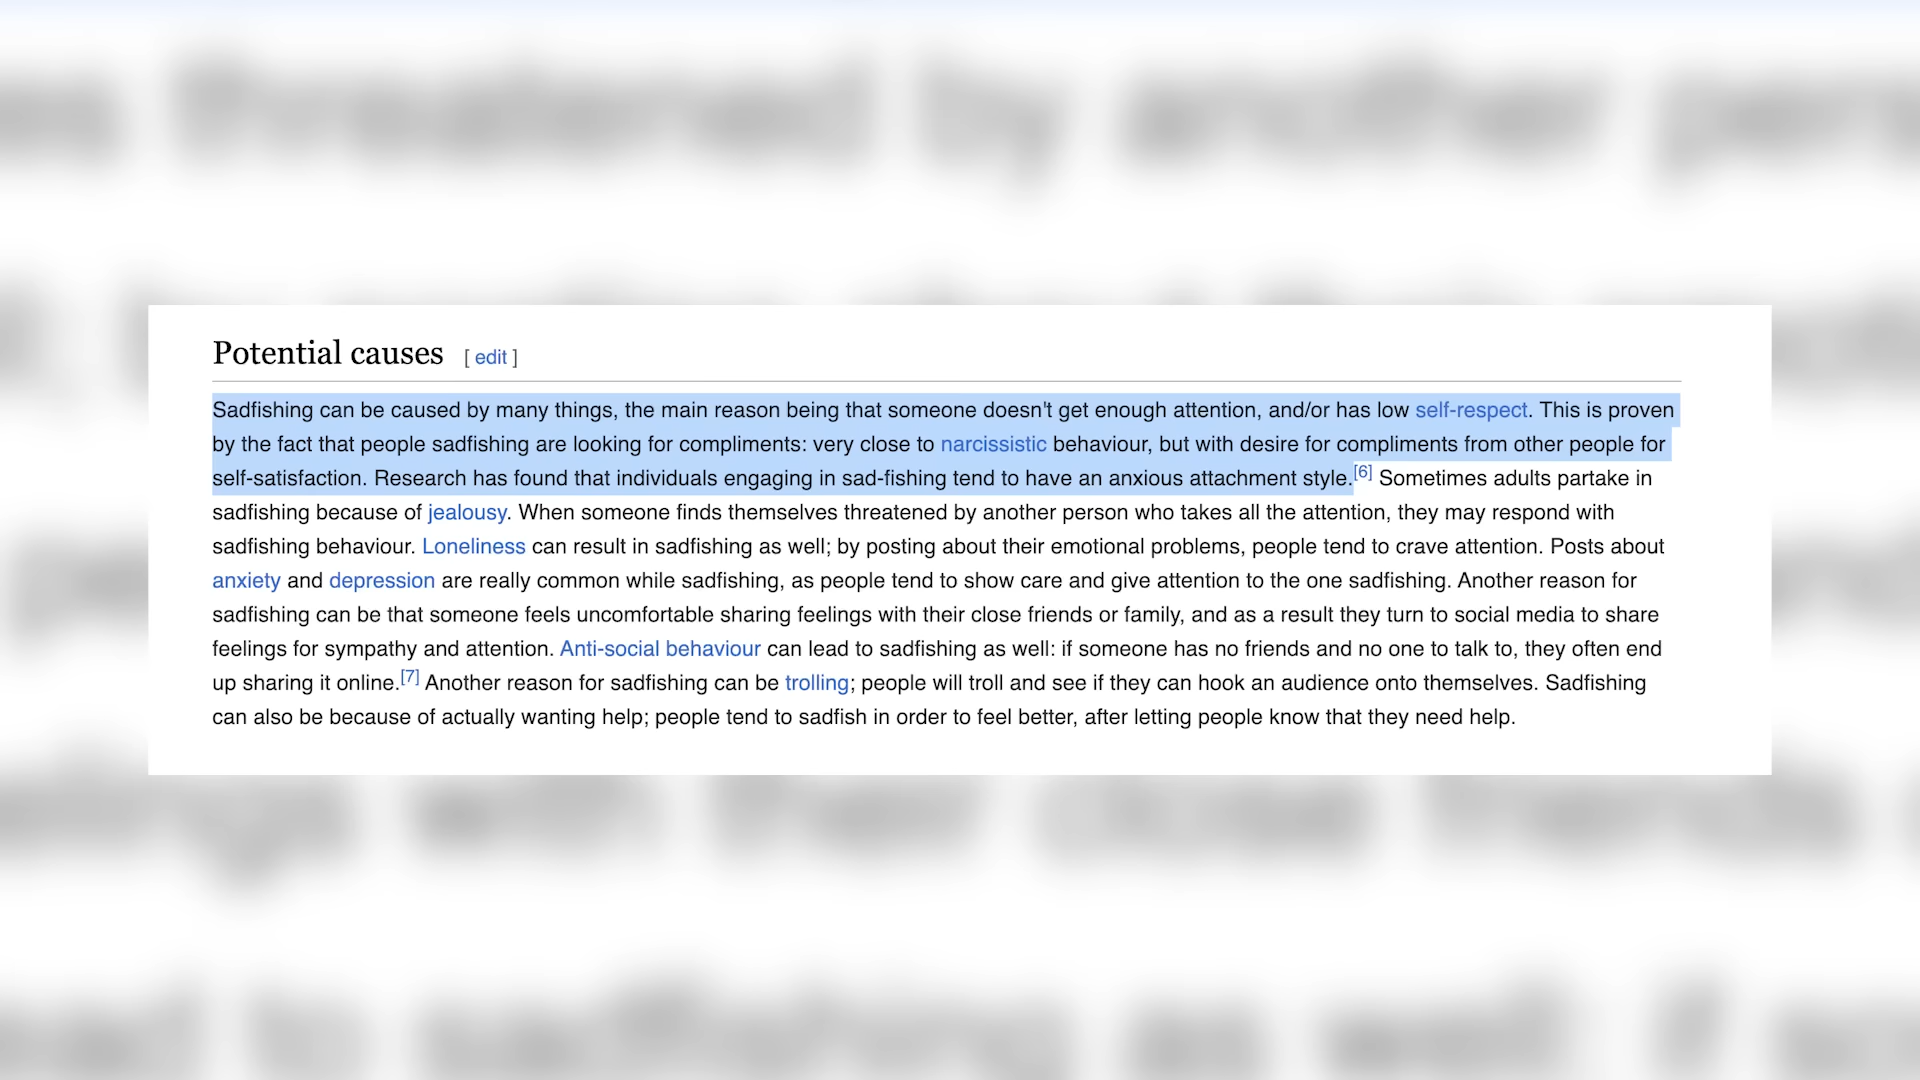 Potential causes [ edit ]
Sadfishing can be caused by many things, the main reason being that someone doesn't get enough attention, and/or has low self-respect. This is proven
by the fact that people sadfishing are looking for compliments: very close to narcissistic behaviour, but with desire for compliments from other people for
self-satisfaction. Research has found that individuals engaging in sad-fishing tend to have an anxious attachment style.[6] Sometimes adults partake in
sadfishing because of jealousy. When someone finds themselves threatened by another person who takes all the attention, they may respond with
sadfishing behaviour. Loneliness can result in sadfishing as well; by posting about their emotional problems, people tend to crave attention. Posts about
anxiety and depression are really common while sadfishing, as people tend to show care and give attention to the one sadfishing. Another reason for
sadfishing can be that someone feels uncomfortable sharing feelings with their close friends or family, and as a result they turn to social media to share
feelings for sympathy and attention. Anti-social behaviour can lead to sadfishing as well: if someone has no friends and no one to talk to, they often end
up sharing it online.[7] Another reason for sadfishing can be trolling; people will troll and see if they can hook an audience onto themselves. Sadfishing
can also be because of actually wanting help; people tend to sadfish in order to feel better, after letting people know that they need help.